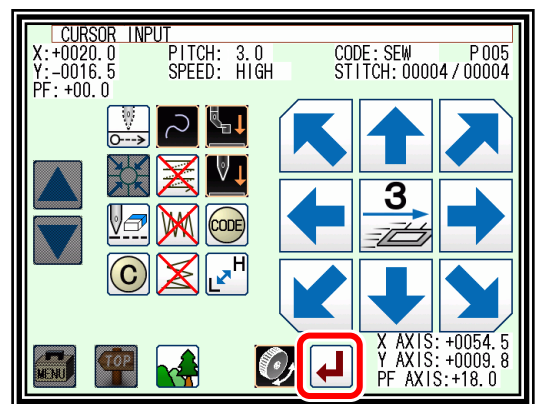 CURSOR INPUT
X:+0020.0 PITCH: 3.0 CODE:SEW P005
Y:-0016.5 SPEED: HIGH STITCH:00004/00004
PF: +00.0
3
CODE
C
H
L
MENU
TOP
X AXIS: +0054.5
Y AXIS: +0009.8
PF AXIS:+18.0